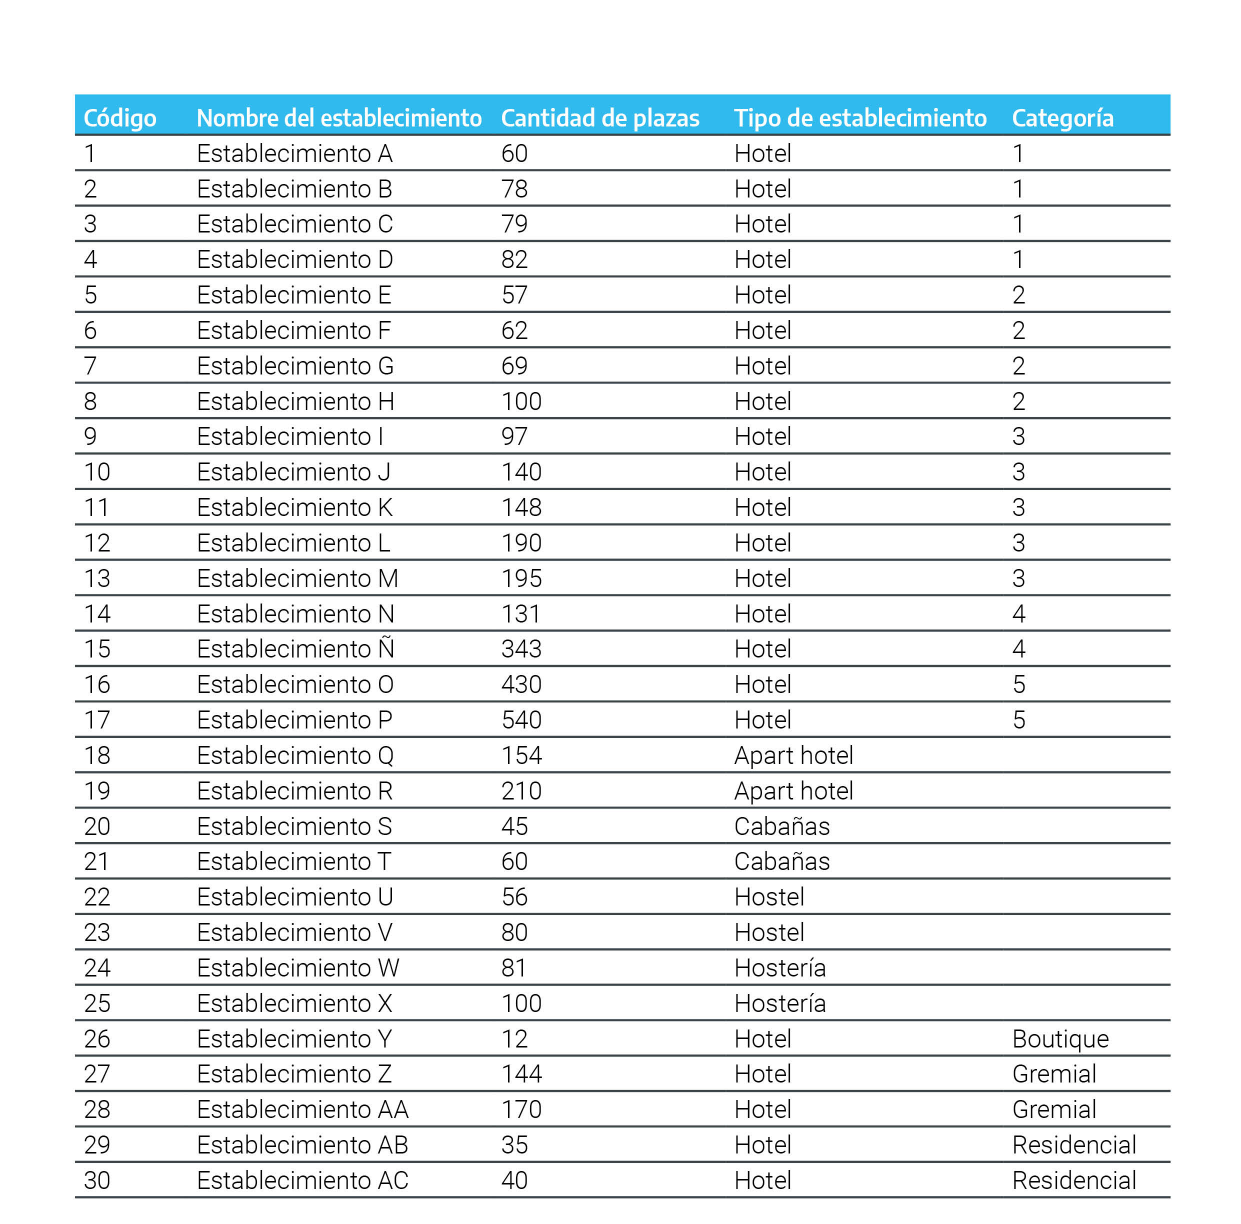 Código Nombre del establecimiento Cantidad de plazas Tipo de establecimiento Categoría
1 Establecimiento A 60 Hotel 1
2 Establecimiento B 78 Hotel 1
3 Establecimiento C 79 Hotel 1
4 Establecimiento D 82 Hotel 1
5 Establecimiento E 57 Hotel 2
6 Establecimiento F 62 Hotel 2
7 Establecimiento G 69 Hotel 2
8 Establecimiento H 100 Hotel 2
9 Establecimiento I 97 Hotel 3
10 Establecimiento J 140 Hotel 3
11 Establecimiento K 148 Hotel 3
12 Establecimiento L 190 Hotel 3
13 Establecimiento M 195 Hotel 3
14 Establecimiento N 131 Hotel 4
15 Establecimiento Ñ 343 Hotel 4
16 Establecimiento O 430 Hotel 5
17 Establecimiento P 540 Hotel 5
18 Establecimiento Q 154 Apart hotel
19 Establecimiento R 210 Apart hotel
20 Establecimiento S 45 Cabañas
21 Establecimiento T 60 Cabañas
22 Establecimiento U 56 Hostel
23 Establecimiento V 80 Hostel
24 Establecimiento W 81 Hostería
25 Establecimiento X 100 Hostería
26 Establecimiento Y 12 Hotel Boutique
27 Establecimiento Z 144 Hotel Gremial
28 Establecimiento AA 170 Hotel Gremial
29 Establecimiento AB 35 Hotel Residencial
30 Establecimiento AC 40 Hotel Residencial